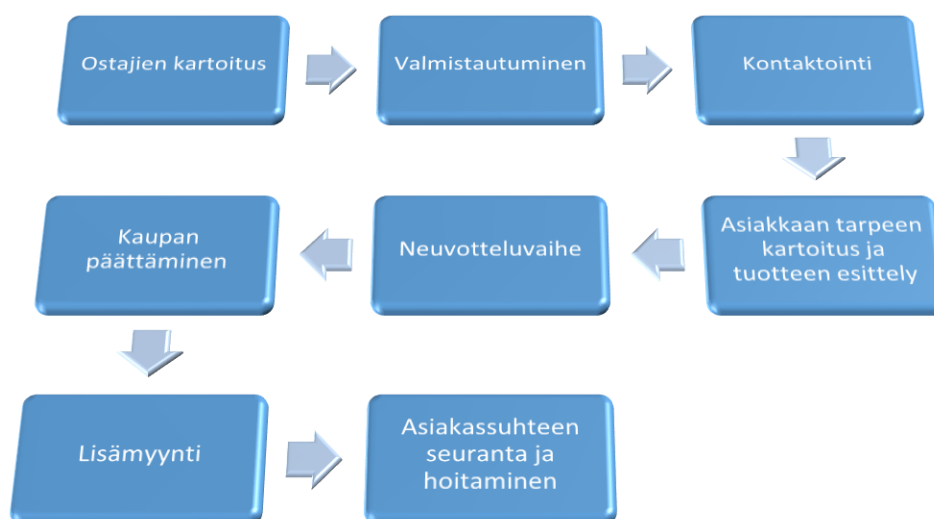 Ostajien kartoitus
Valmistautuminen
Kontaktointi
Asiakkaan tarpeen
kartoitus ja
tuotteen esittely
Neuvotteluvaihe
Kaupan
päättäminen
Lisämyynti
Asiakassuhteen
seuranta ja
hoitaminen